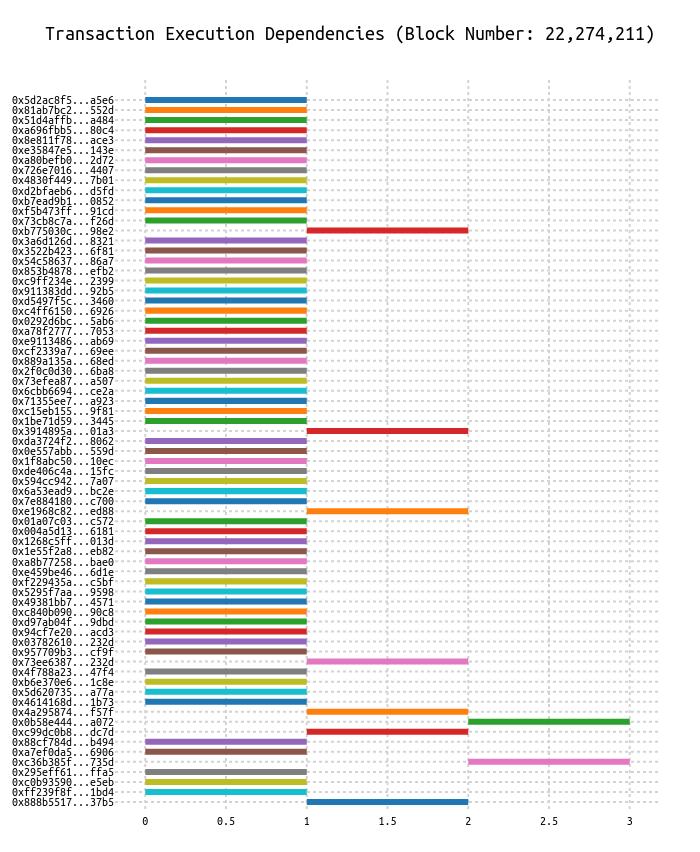 Transaction Execution Dependencies (Block Number: 22,274,211)
0x5d2ac8f5...a5e6
0x81ab7bc2...552d
0x51d4affb...a484
0xa696fbb5...80c4
0x8e811f78...ace3
0xe35847e5...143e
0xa80befb0...2d72
0x726e7016...4407
0x4830f449...7b01
0xd2bfaeb6...d5fd
0xb7ead9b1...0852
0xf5b473ff...91cd
0x73cb8c7a...f26d
0xb775030c...98e2
0x3a6d126d...8321
0x3522b423...6f81
0x54c58637...86a7
0x853b4878...efb2
0xc9ff234e...2399
0x911383dd...92b5
0xd5497f5c...3460
0xc4ff6150...6926
0x0292d6bc...5ab6
0xa78f2777...7053
0xe9113486...ab69
0xcf2339a7...69ee
0x889a135a...68ed
0x2f0c0d30...6ba8
0x73efea87...a507
0x6cbb6694...ce2a
0x71355ee7...a923
0xc15eb155...9f81
0x1be71d59...3445
0x3914895a...01a3
0xda3724f2...8062
0x0e557abb...559d
0x1f8abc50...10ec
0xde406c4a...15fc
0x594cc942...7a07
0x6a53ead9...bc2e
0x7e884180...c700
0xe1968c82...ed88
0x01a07c03...c572
0x004a5d13...6181
0x1268c5ff...013d
0x1e55f2a8...eb82
0xa8b77258...bae0
0xe459be46...6d1e
0xf229435a...c5bf
0x5295f7aa...9598
0x49381bb7...4571
0xc840b090...90c8
0xd97ab04f...9dbd
0x94cf7e20...acd3
0x03782610...232d
0x957709b3...cf9f
0x73ee6387...232d
0x4f788a23...47f4
0xb6e370e6...1c8e
0x5d620735...a77a
0x4614168d...1b73
0x4a295874...f57f
0x0b58e444...a072
0xc99dc0b8...dc7d
0x88cf784d...b494
0xa7ef0da5...6906
0xc36b385f...735d
0x295eff61...ffa5
0xc0b93590...e5eb
0xff239f8f...1bd4
0x888b5517...37b5
0 0.5 1 1.5 2 2.5 3